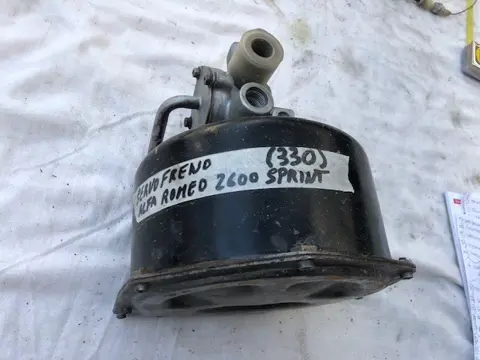 SERVOFRENO (330)
ALFA ROMEO 2600 SPRINT